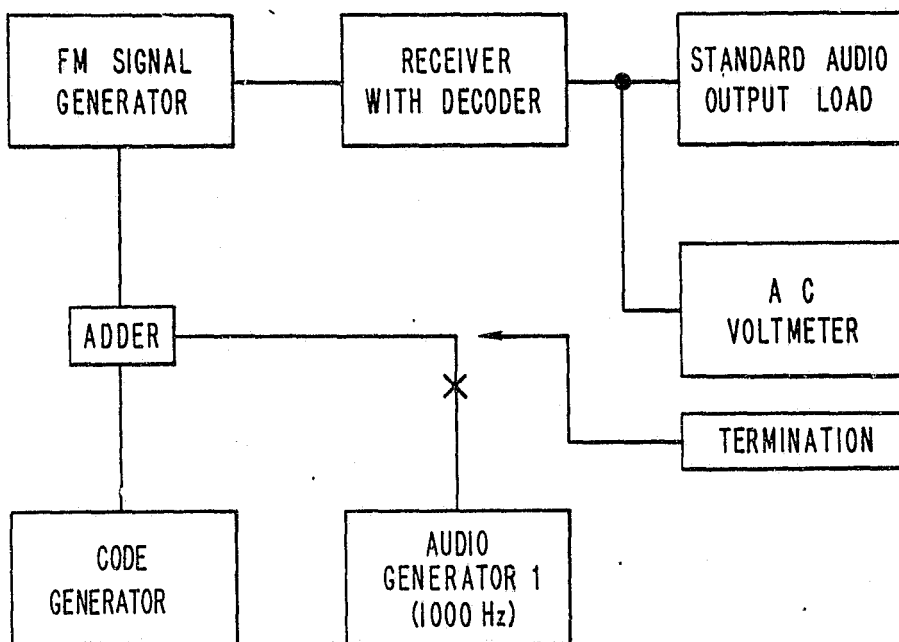 FM SIGNAL
GENERATOR
RECEIVER
WITH DECODER
STANDARD AUDIO
OUTPUT LOAD
A C
VOLTMETER
ADDER
TERMINATION
CODE
GENERATOR
AUDIO
GENERATOR 1
(1000 Hz)